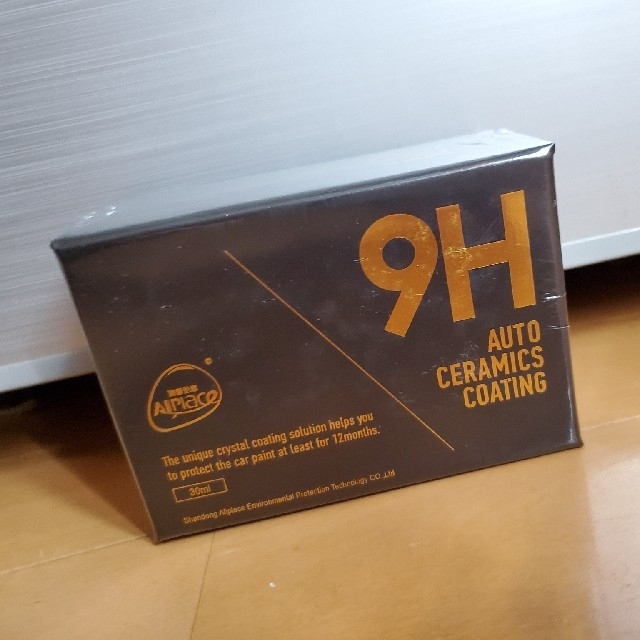 9H
AUTO
CERAMICS
COATING
Allplace
The unique crystal coating solution helps you
to protect the car paint at least for 12months.
30ml
Shandong Allplace Environmental Protection Technology CO.,Ltd